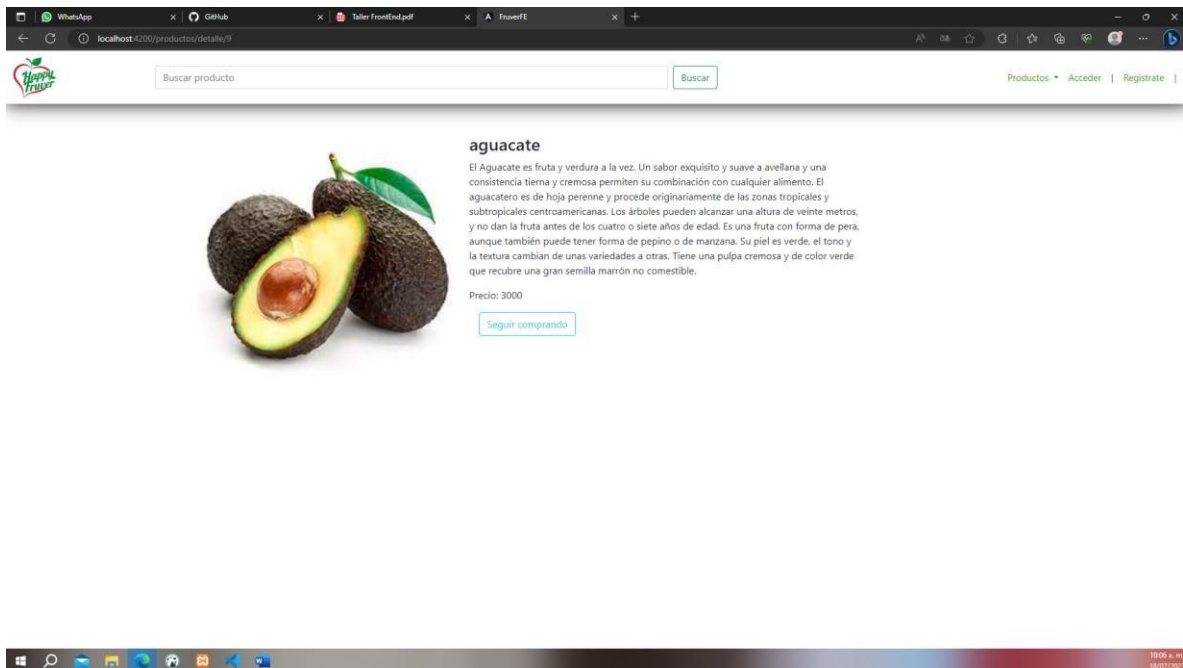 WhatsApp
GitHub
Taller FrontEnd.pdf
FruverFE
localhost:4200/productos/detalle/9
Happy
fruver
Buscar producto
Buscar
Productos
Acceder
|
Registrate
|
aguacate
El Aguacate es fruta y verdura a la vez. Un sabor exquisito y suave a avellana y una
consistencia tierna y cremosa permiten su combinación con cualquier alimento. El
aguacatero es de hoja perenne y procede originariamente de las zonas tropicales y
subtropicales centroamericanas. Los árboles pueden alcanzar una altura de veinte metros,
y no dan la fruta antes de los cuatro o siete años de edad. Es una fruta con forma de pera,
aunque también puede tener forma de pepino o de manzana. Su piel es verde, el tono y
la textura cambian de unas variedades a otras. Tiene una pulpa cremosa y de color verde
que recubre una gran semilla marrón no comestible.
Precio: 3000
Seguir comprando
10:06 a. m.